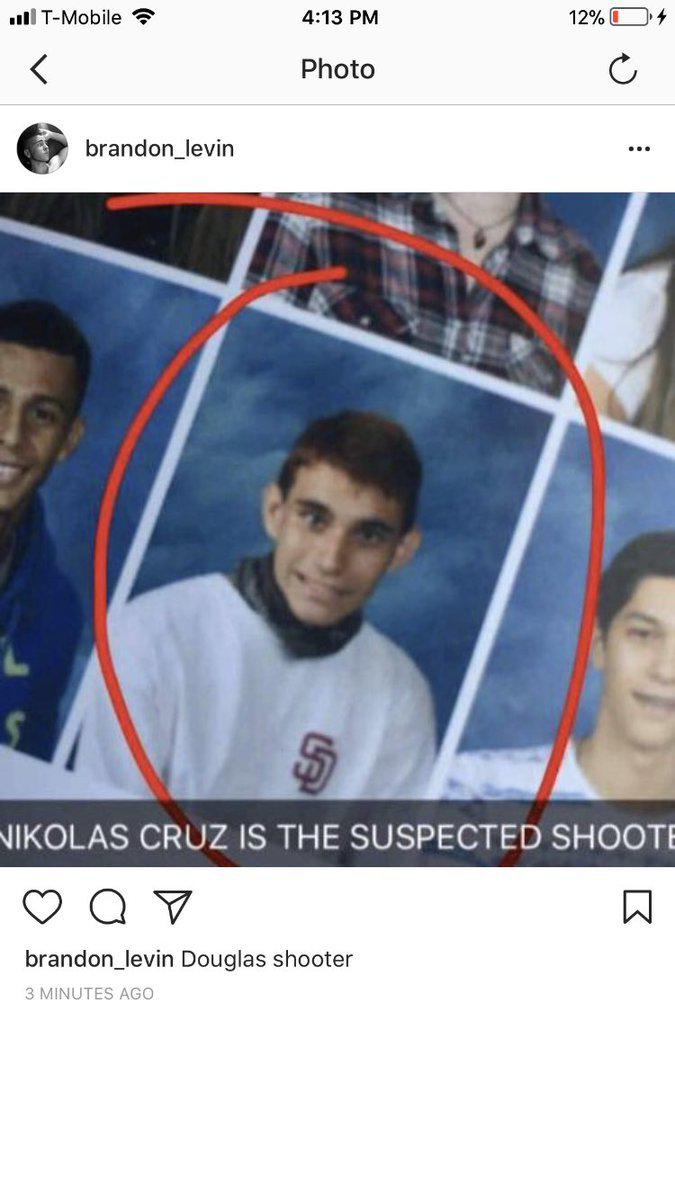 T-Mobile 4:13 PM 12%
Photo
brandon_levin
L
S
SD
NIKOLAS CRUZ IS THE SUSPECTED SHOOTE
brandon_levin Douglas shooter
3 MINUTES AGO